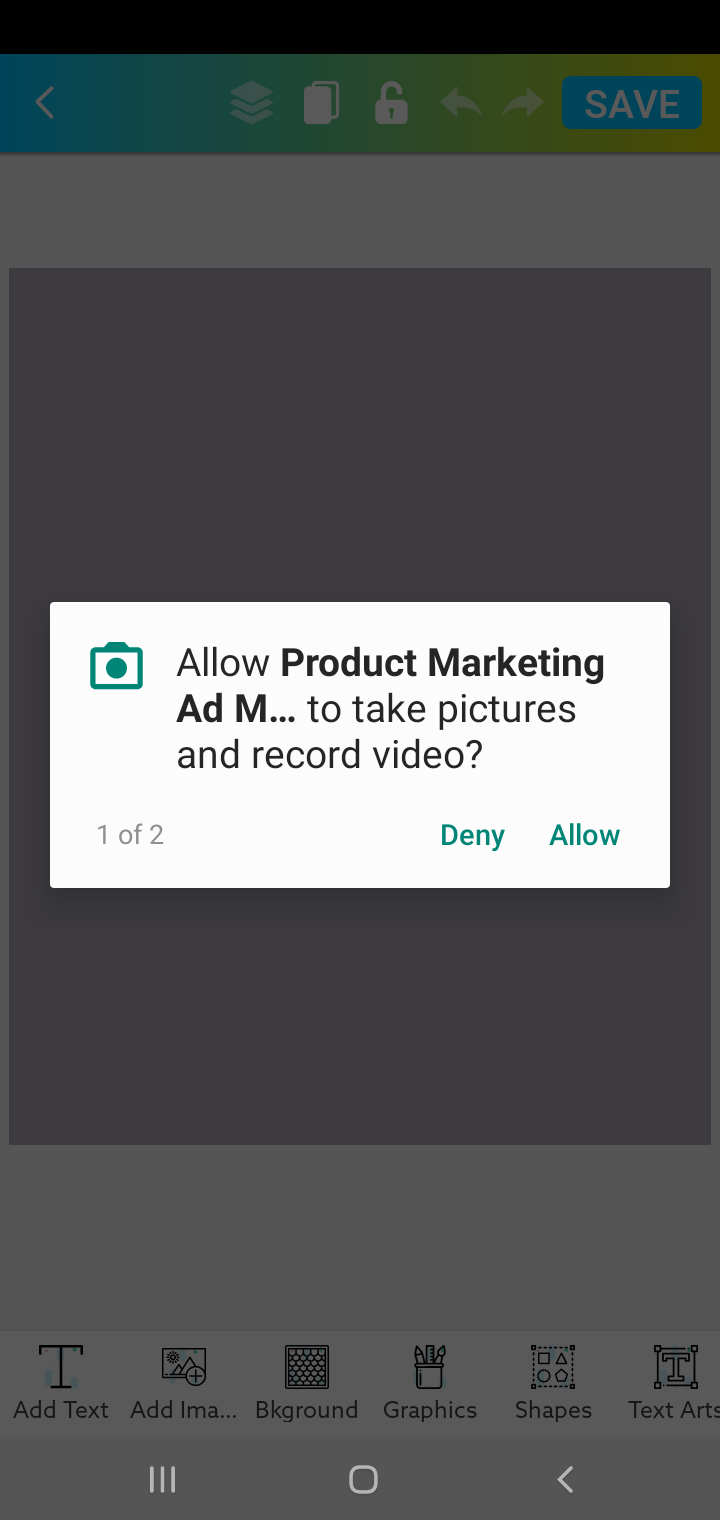 SAVE
Allow Product Marketing
Ad M... to take pictures
and record video?
1 of 2
Deny
Allow
Add Text
Add Ima...
Bkground
Graphics
Shapes
Text Arts